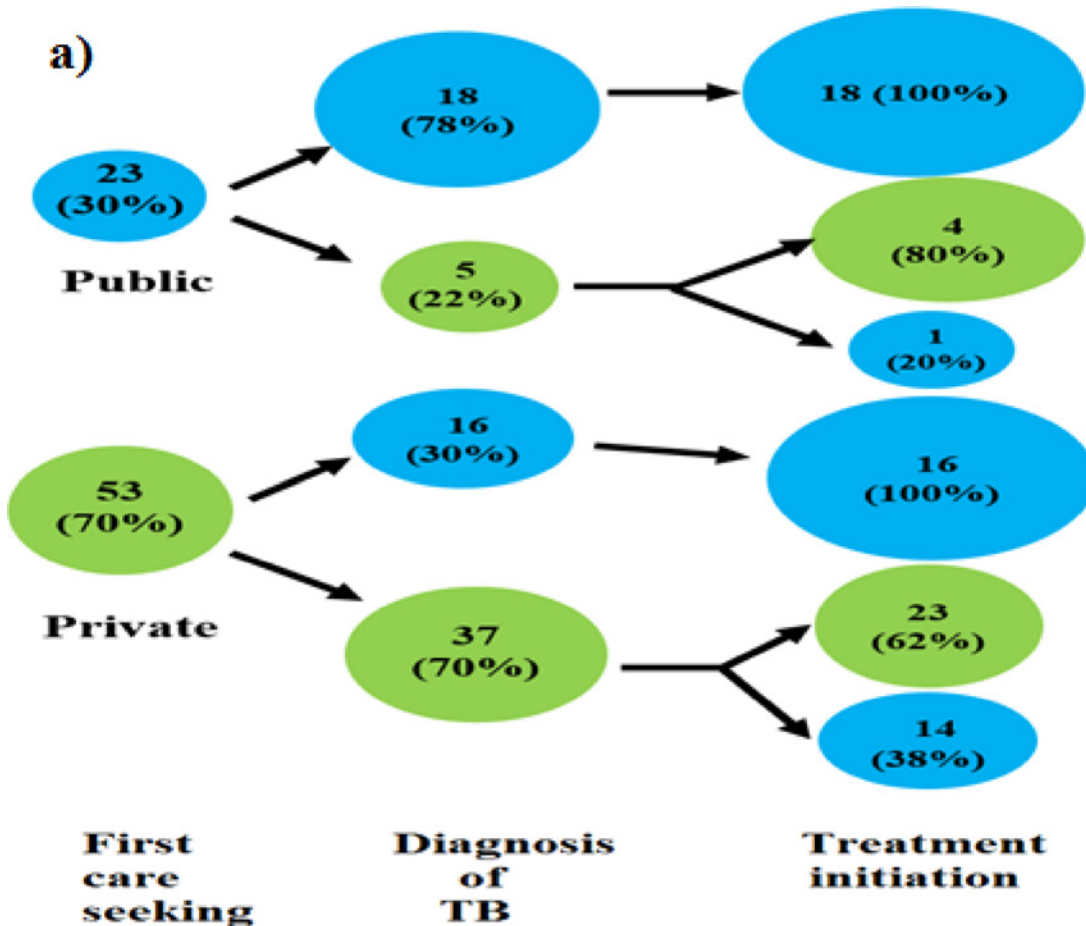 a)
18
(78%)
18 (100%)
23
(30%)
Public
4
(80%)
5
(22%)
1
(20%)
16
(30%)
16
(100%)
53
(70%)
Private
23
(62%)
37
(70%)
14
(38%)
First
care
seeking
Diagnosis
of
TB
Treatment
initiation